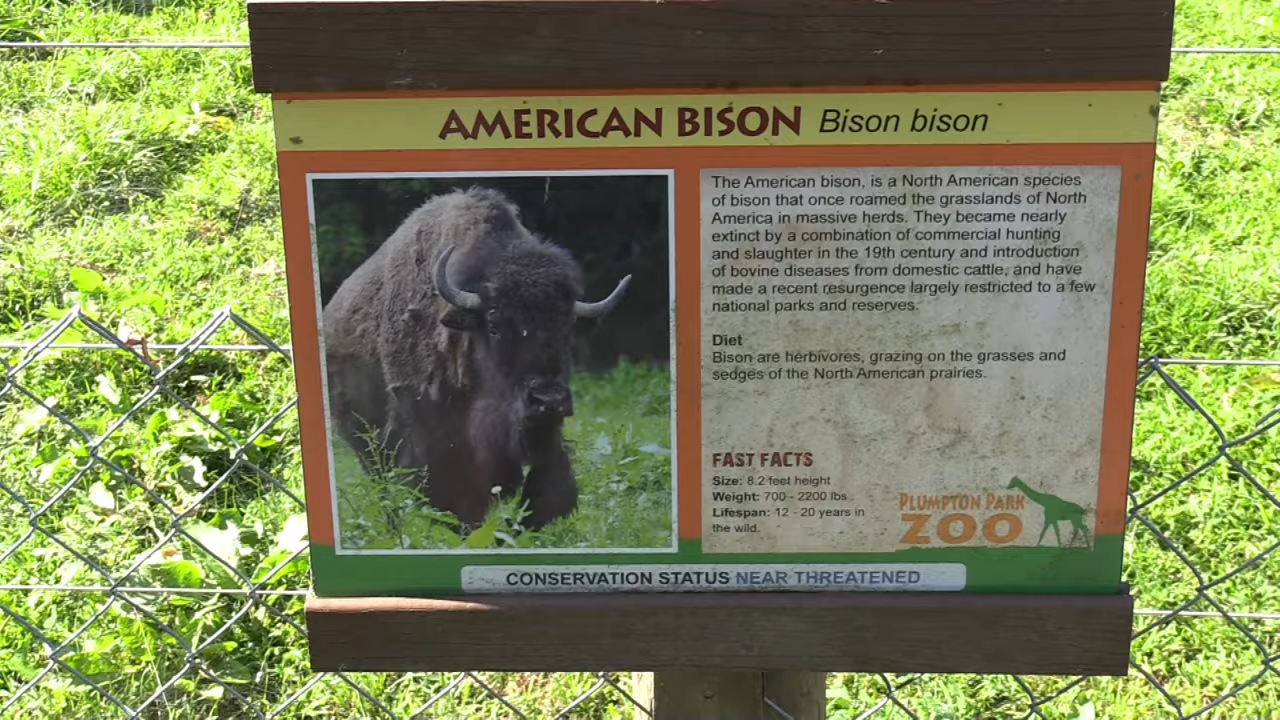 AMERICAN BISON Bison bison
The American bison, is a North American species
of bison that once roamed the grasslands of North
America in massive herds. They became nearly
extinct by a combination of commercial hunting
and slaughter in the 19th century and introduction
of bovine diseases from domestic cattle, and have
made a recent resurgence largely restricted to a few
national parks and reserves.
Diet
Bison are herbivores, grazing on the grasses and
sedges of the North American prairies.
FAST FACTS
Size: 8.2 feet height
Weight: 700 - 2200 lbs
Lifespan: 12 - 20 years in
the wild.
PLUMPTON PARK
ZOO
CONSERVATION STATUS NEAR THREATENED